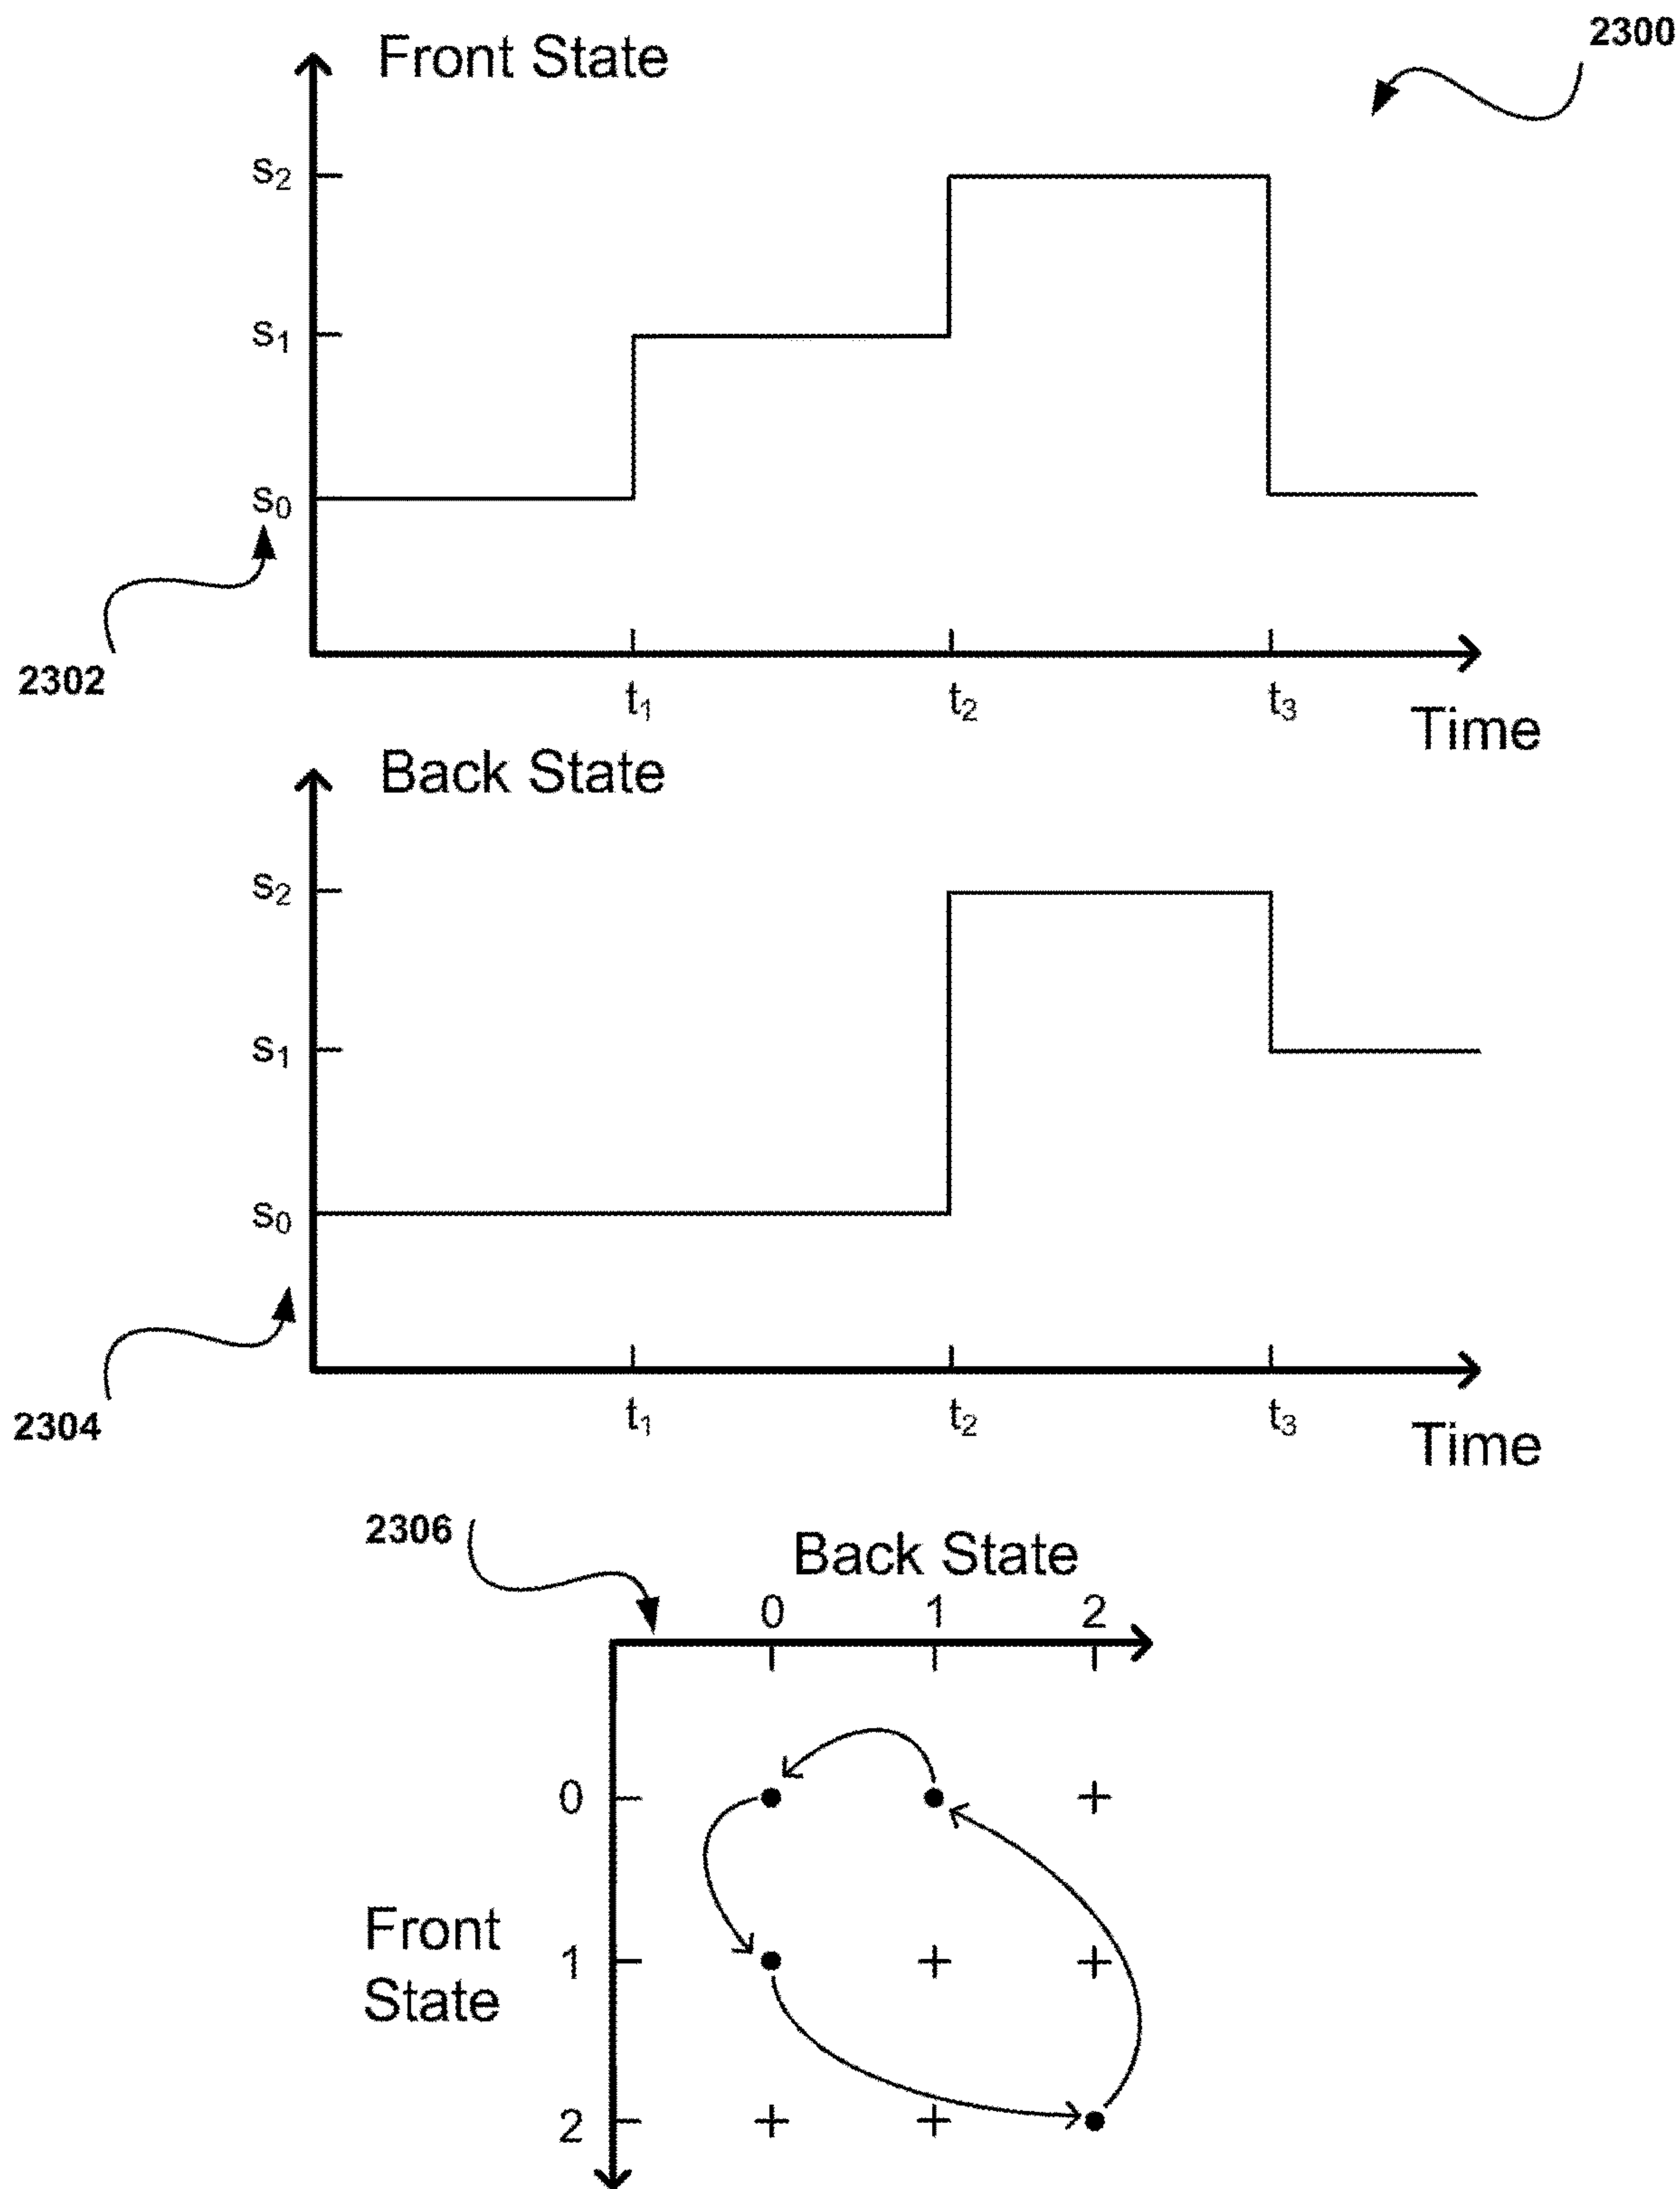 2300
Front State
s2
s1
s0
2302
t1 t2 t3
Time
Back State
s2
s1
s0
2304
t1 t2 t3
Time
2306
Back State
0 1 2
0
Front
State
1
2